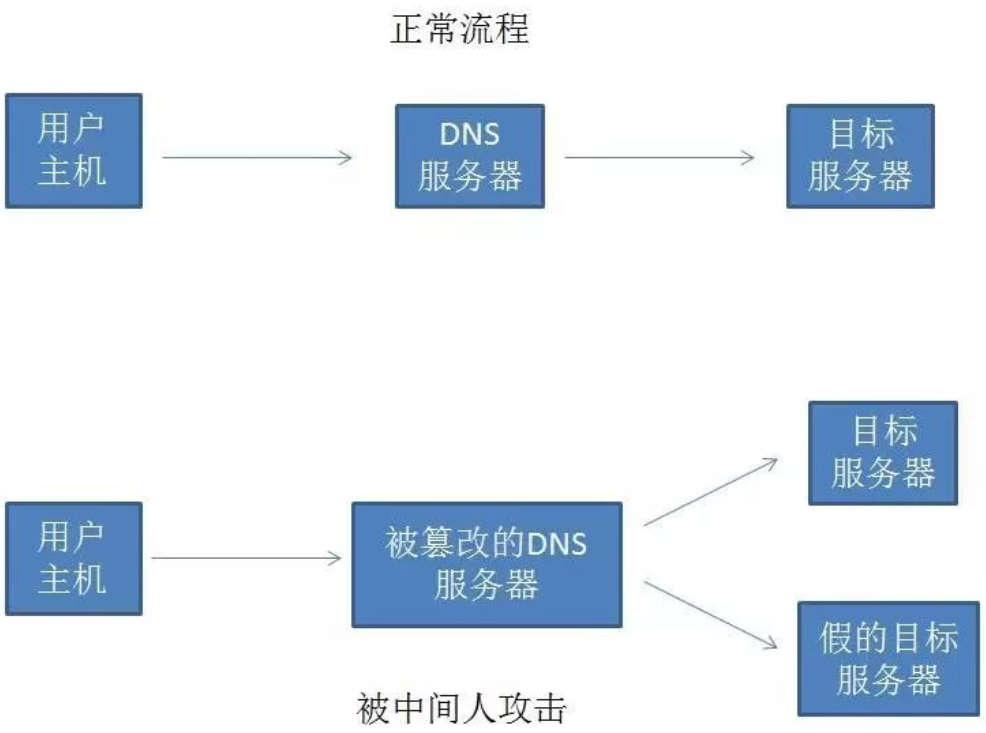 正常流程
用户
主机
DNS
服务器
目标
服务器
目标
服务器
用户
主机
被篡改的DNS
服务器
假的目标
服务器
被中间人攻击